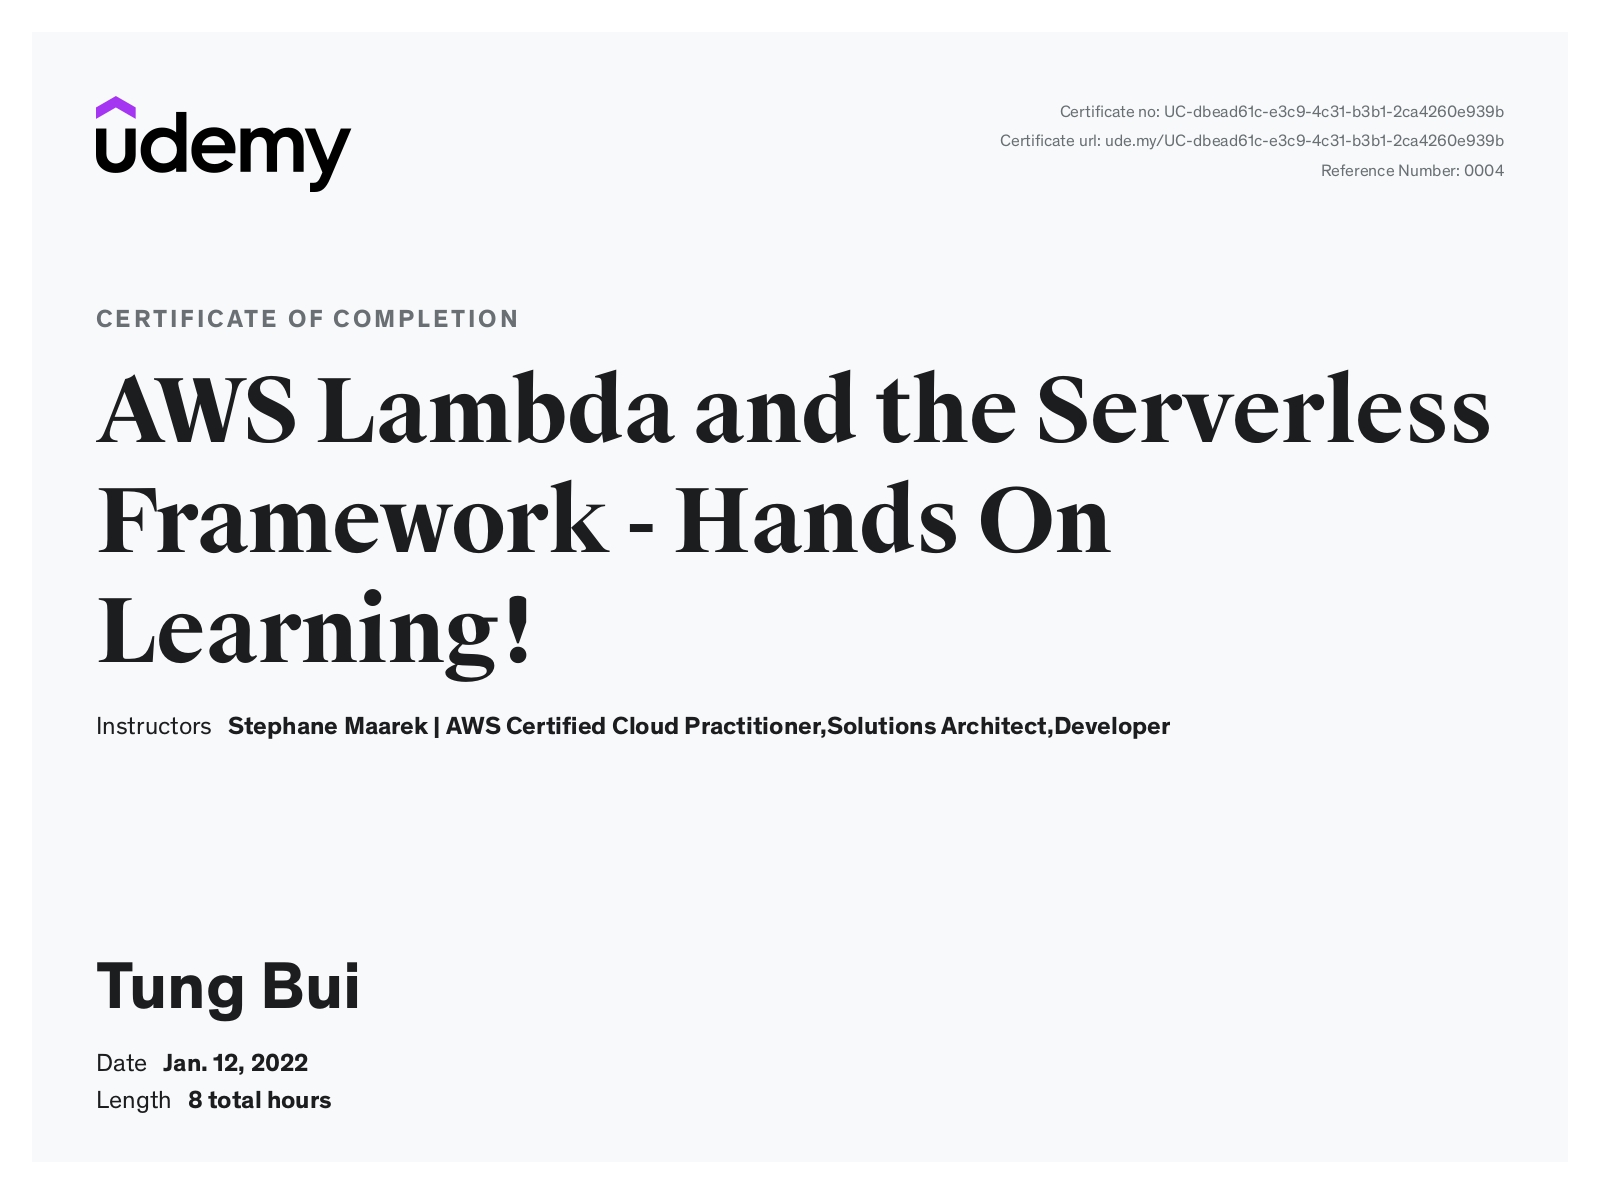 udemy
Certificate no: UC-dbead61c-e3c9-4c31-b3b1-2ca4260e939b
Certificate url: ude.my/UC-dbead61c-e3c9-4c31-b3b1-2ca4260e939b
Reference Number: 0004
CERTIFICATE OF COMPLETION
AWS Lambda and the Serverless
Framework - Hands On
Learning!
Instructors Stephane Maarek | AWS Certified Cloud Practitioner,Solutions Architect,Developer
Tung Bui
Date Jan. 12, 2022
Length 8 total hours